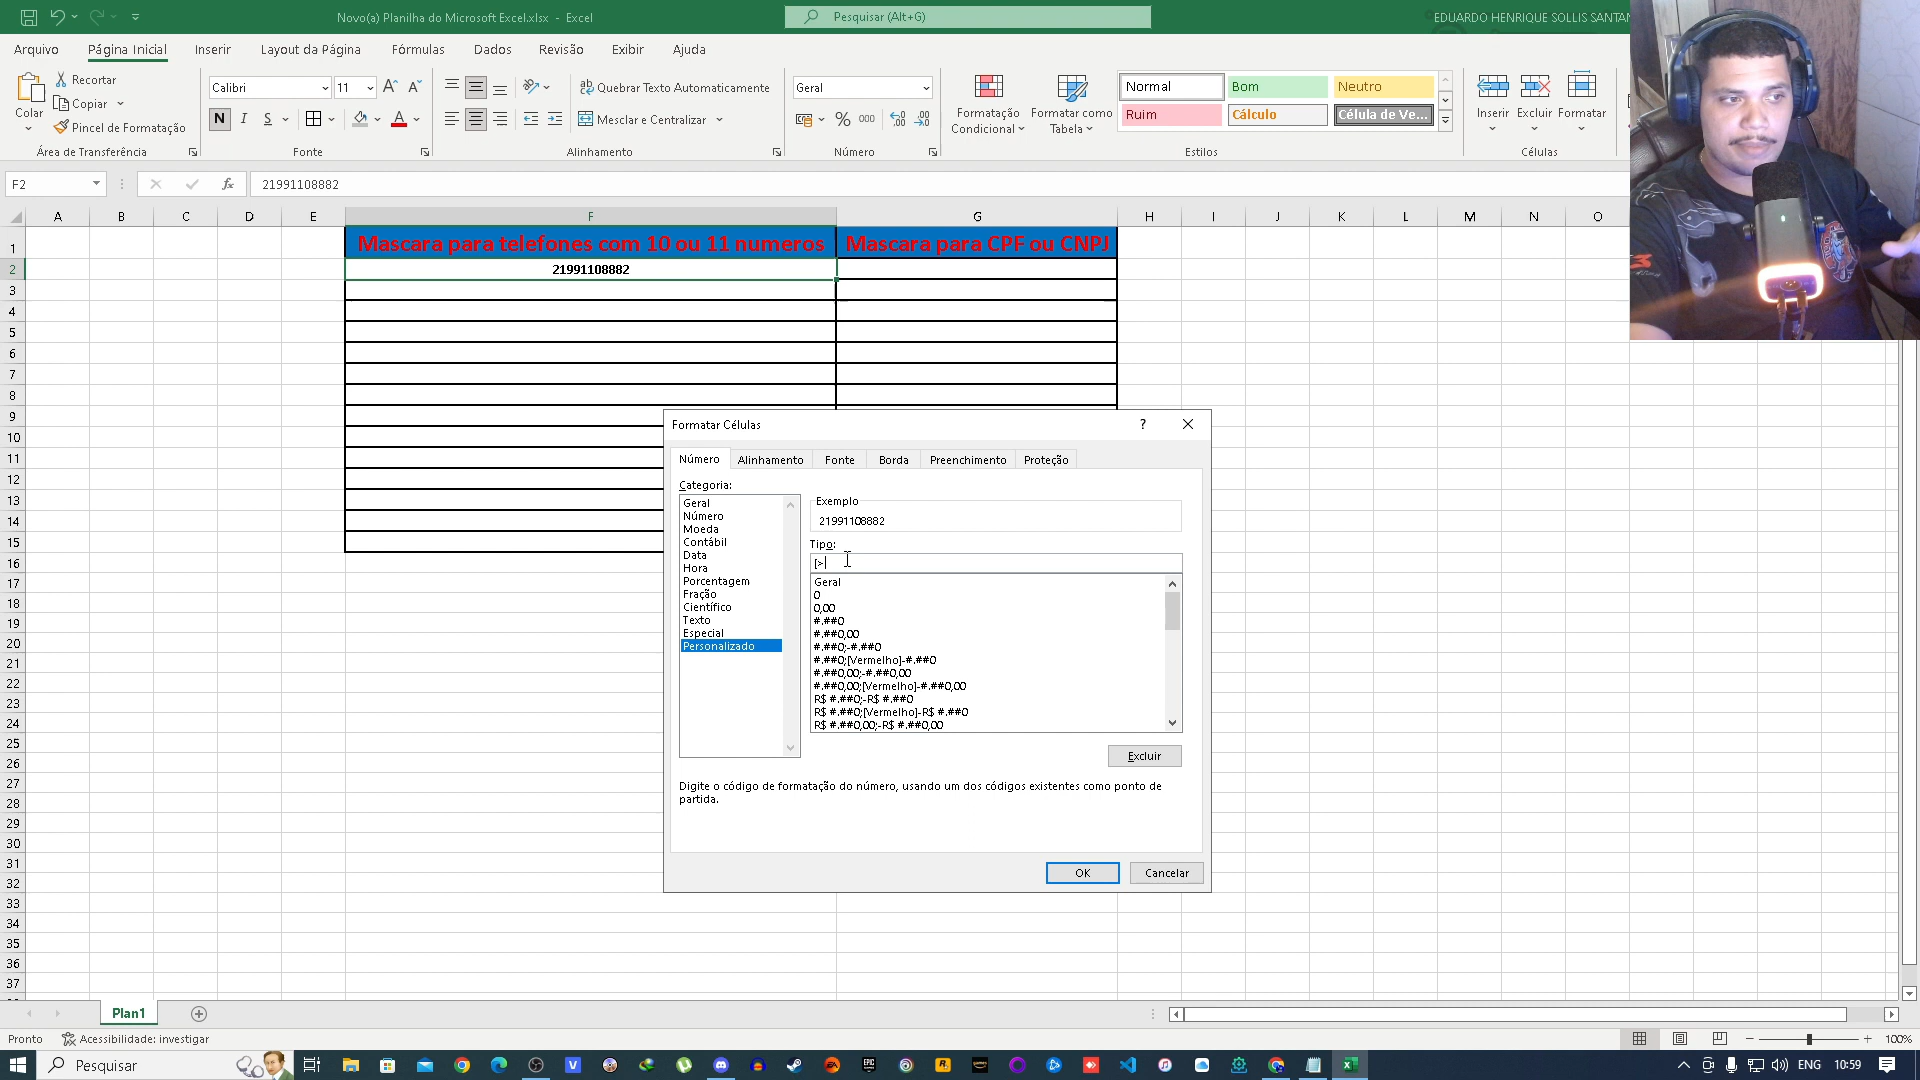 Novo(a) Planilha do Microsoft Excel.xlsx - Excel
Pesquisar (Alt+G)
EDUARDO HENRIQUE SOLLIS SANTAN
Arquivo Página Inicial Inserir Layout da Página Fórmulas Dados Revisão Exibir Ajuda
Colar
Recortar
Copiar
Pincel de Formatação
Área de Transferência
Calibri 11
N I S
Fonte
Quebrar Texto Automaticamente
Mesclar e Centralizar
Alinhamento
Geral
% 000
Número
Formatação Condicional
Formatar como Tabela
Normal Bom Neutro
Ruim Cálculo Célula de Ve...
Estilos
Inserir Excluir Formatar
Células
F2 fx 21991108882
A B C D E F G H I J K L M N O
1 Mascara para telefones com 10 ou 11 numeros Mascara para CPF ou CNPJ
2 21991108882
3
4
5
6
7
8
9
10
11
12
13
14
15
16
17
18
19
20
21
22
23
24
25
26
27
28
29
30
31
32
33
34
35
36
37
Formatar Células ?
Número Alinhamento Fonte Borda Preenchimento Proteção
Categoria:
Geral
Número
Moeda
Contábil
Data
Hora
Porcentagem
Fração
Científico
Texto
Especial
Personalizado
Exemplo
21991108882
Tipo:
[>
Geral
0
0,00
#.##0
#.##0,00
#.##0;-#.##0
#.##0;[Vermelho]-#.##0
#.##0,00;-#.##0,00
#.##0,00;[Vermelho]-#.##0,00
R$ #.##0;-R$ #.##0
R$ #.##0;[Vermelho]-R$ #.##0
R$ #.##0,00;-R$ #.##0,00
Excluir
Digite o código de formatação do número, usando um dos códigos existentes como ponto de
partida.
OK Cancelar
Plan1
Pronto Acessibilidade: investigar
100%
Pesquisar
ENG 10:59